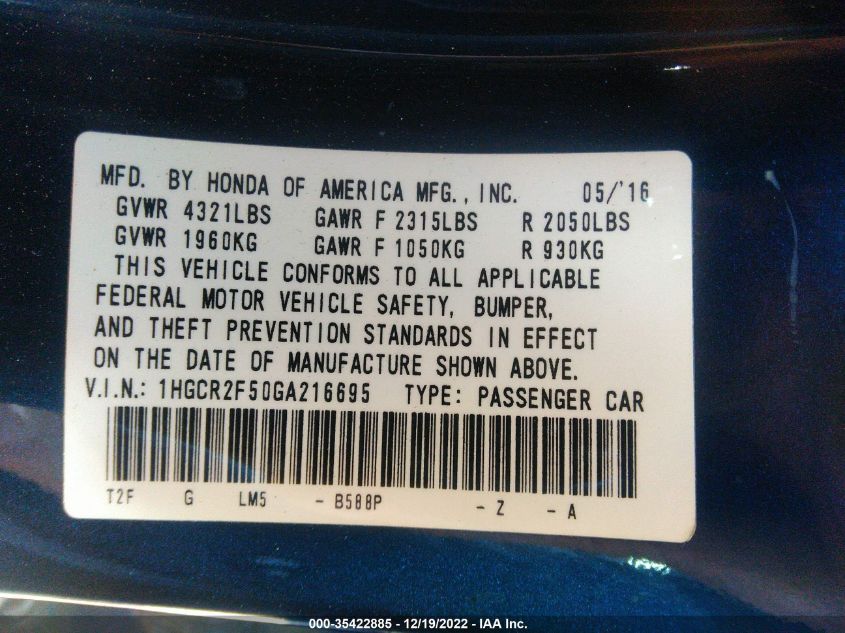 MFD. BY HONDA OF AMERICA MFG., INC. 05/'16
GVWR 4321LBS GAWR F 2315LBS R 2050LBS
GVWR 1960KG GAWR F 1050KG R 930KG
THIS VEHICLE CONFORMS TO ALL APPLICABLE
FEDERAL MOTOR VEHICLE SAFETY, BUMPER,
AND THEFT PREVENTION STANDARDS IN EFFECT
ON THE DATE OF MANUFACTURE SHOWN ABOVE.
V.I.N.: 1HGCR2F50GA216695 TYPE: PASSENGER CAR
T2F G LM5 - B588P - Z - A
000-35422885 - 12/19/2022 - IAA Inc.